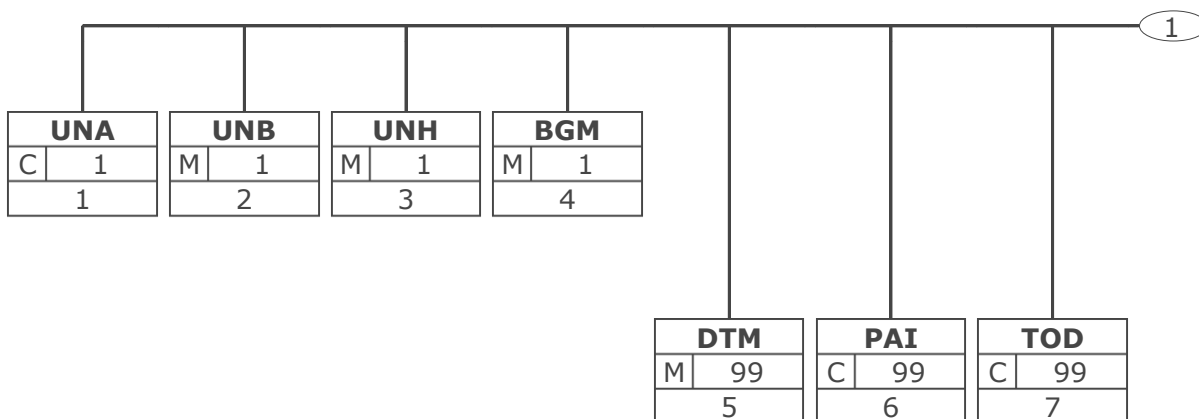 1
UNA UNB UNH BGM
C 1 M 1 M 1 M 1
1 2 3 4
DTM PAI TOD
M 99 C 99 C 99
5 6 7